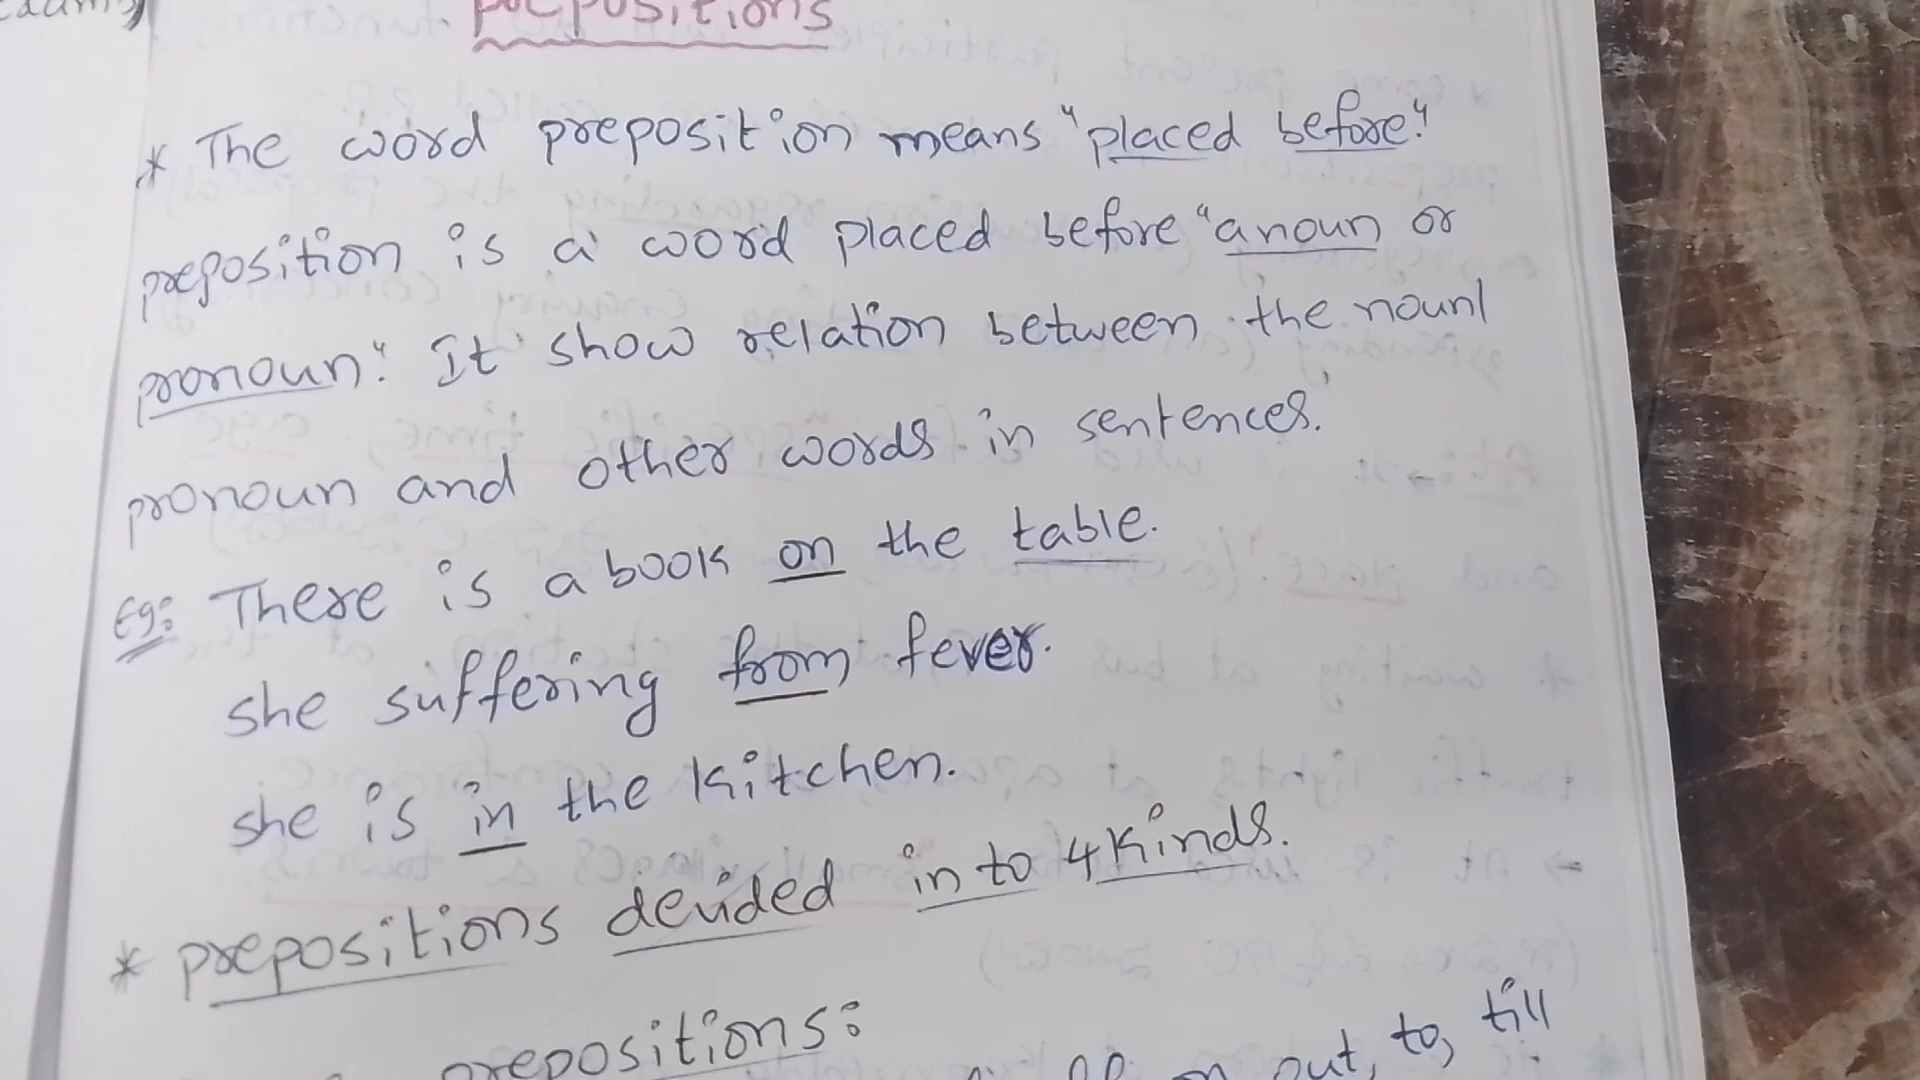 prepositions
* The word preposition means "placed before."
preposition is a word placed before "a noun or
pronoun". It show relation between the noun/
pronoun and other words in sentences.
Eg: There is a book on the table.
she suffering from fever.
she is in the kitchen.
* prepositions devided in to 4 kinds.
prepositions:
out, to, till